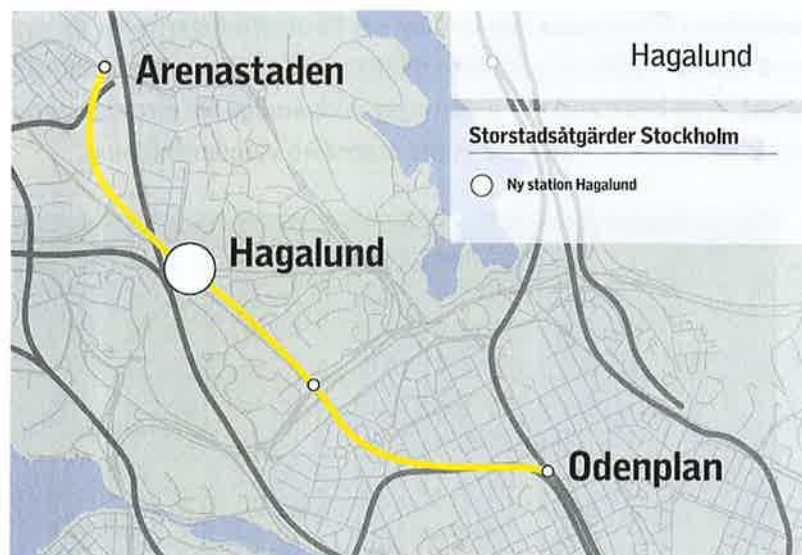 Arenastaden
Hagalund
Storstadsåtgärder Stockholm
Ny station Hagalund
Hagalund
Odenplan